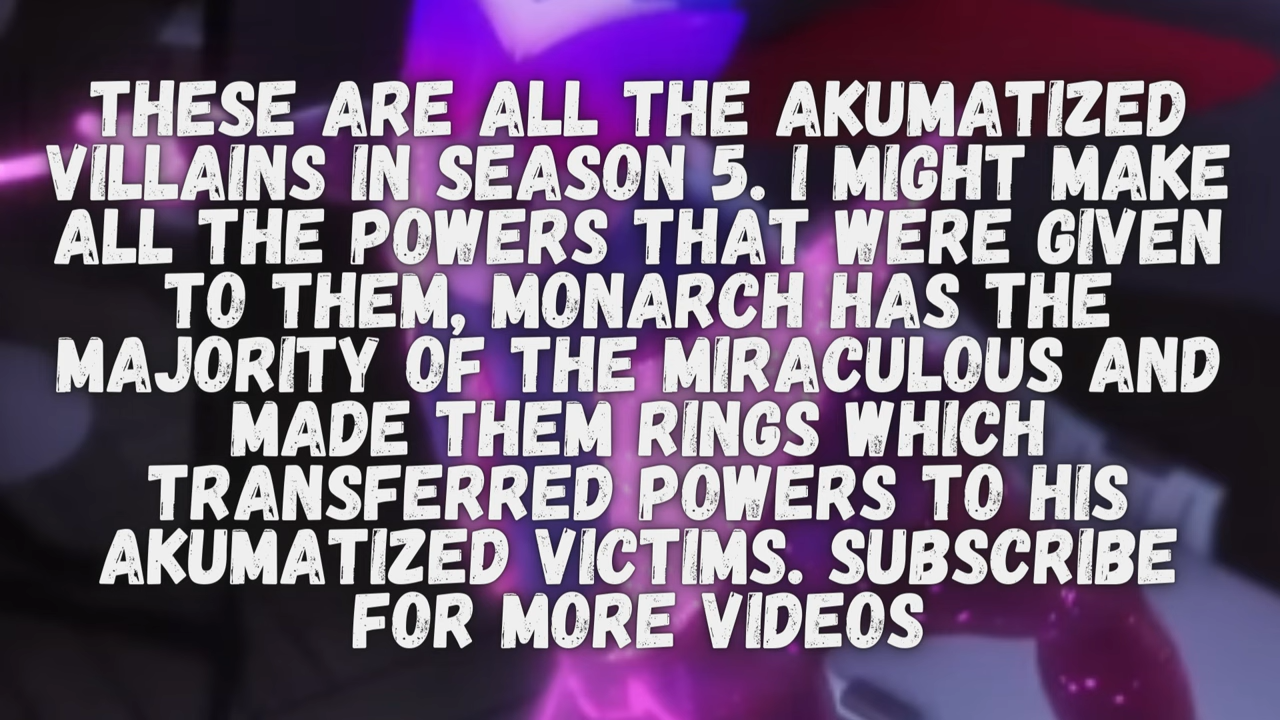 THESE ARE ALL THE AKUMATIZED
VILLAINS IN SEASON 5. I MIGHT MAKE
ALL THE POWERS THAT WERE GIVEN
TO THEM, MONARCH HAS THE
MAJORITY OF THE MIRACULOUS AND
MADE THEM RINGS WHICH
TRANSFERRED POWERS TO HIS
AKUMATIZED VICTIMS. SUBSCRIBE
FOR MORE VIDEOS